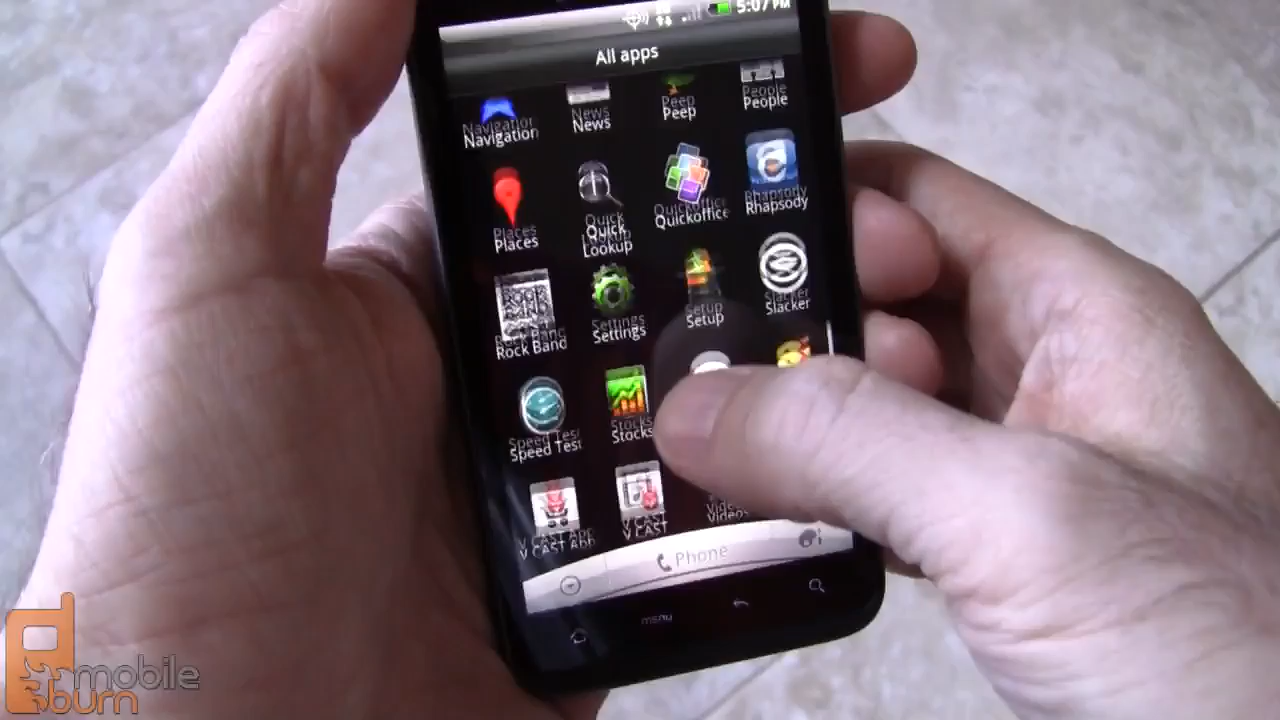 5:07 PM
All apps
Navigation
News
Peep
People
Places
Quick
Lookup
Quickoffice
Rhapsody
Rock Band
Settings
Setup
Slacker
Speed Test
Stocks
V CAST App
V CAST
Videos
Phone
MENU
mobile
burn